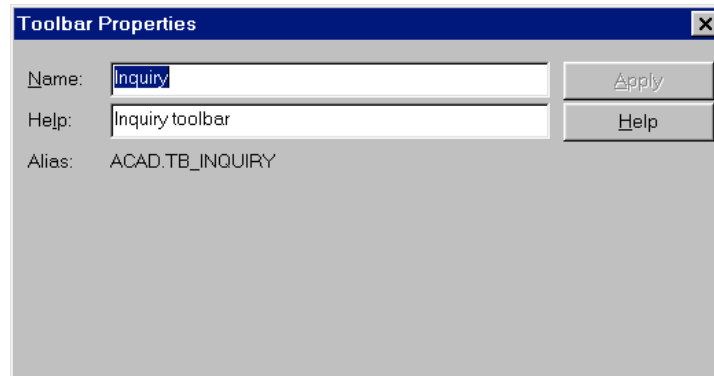 Toolbar Properties
Name: Inquiry Apply
Help: Inquiry toolbar Help
Alias: ACAD.TB_INQUIRY